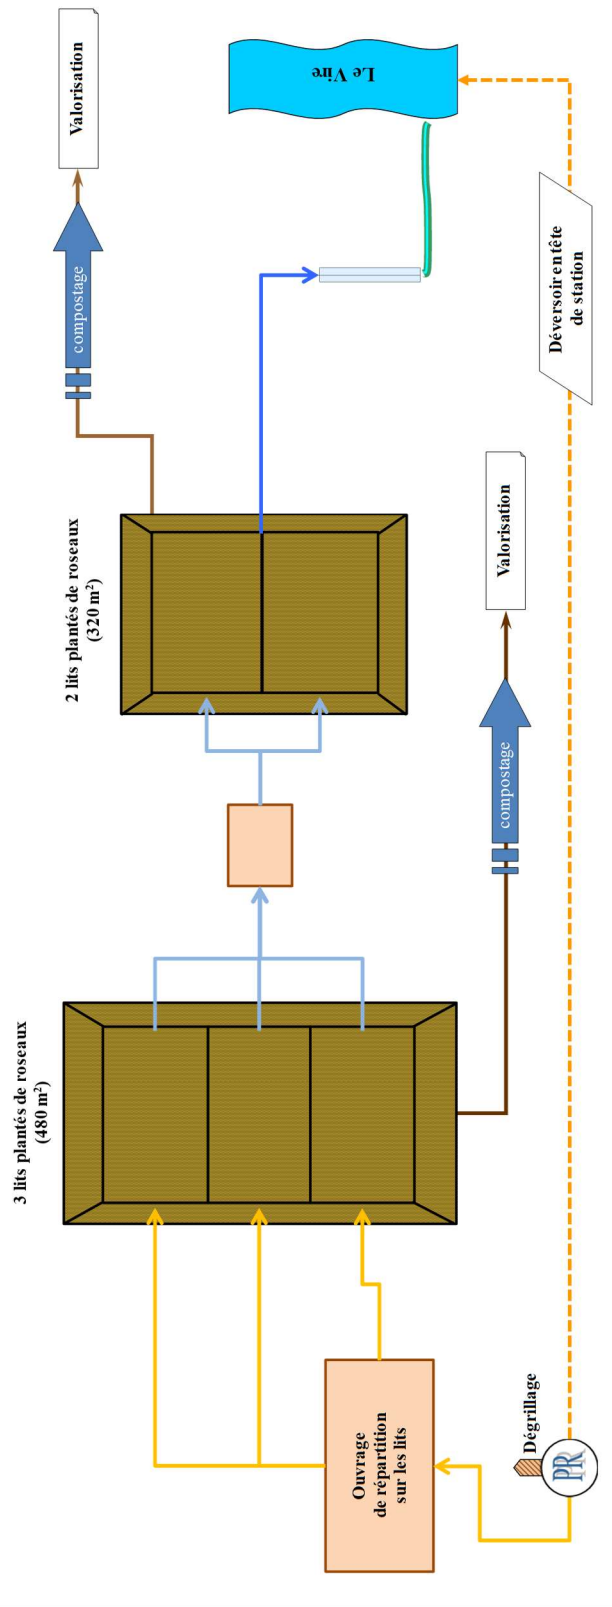 3 lits plantés de roseaux
(480 m²)
2 lits plantés de roseaux
(320 m²)
compostage
Valorisation
Le Vire
Ouvrage
de répartition
sur les lits
compostage
Valorisation
Dégrillage
PR
Déversoir en tête
de station